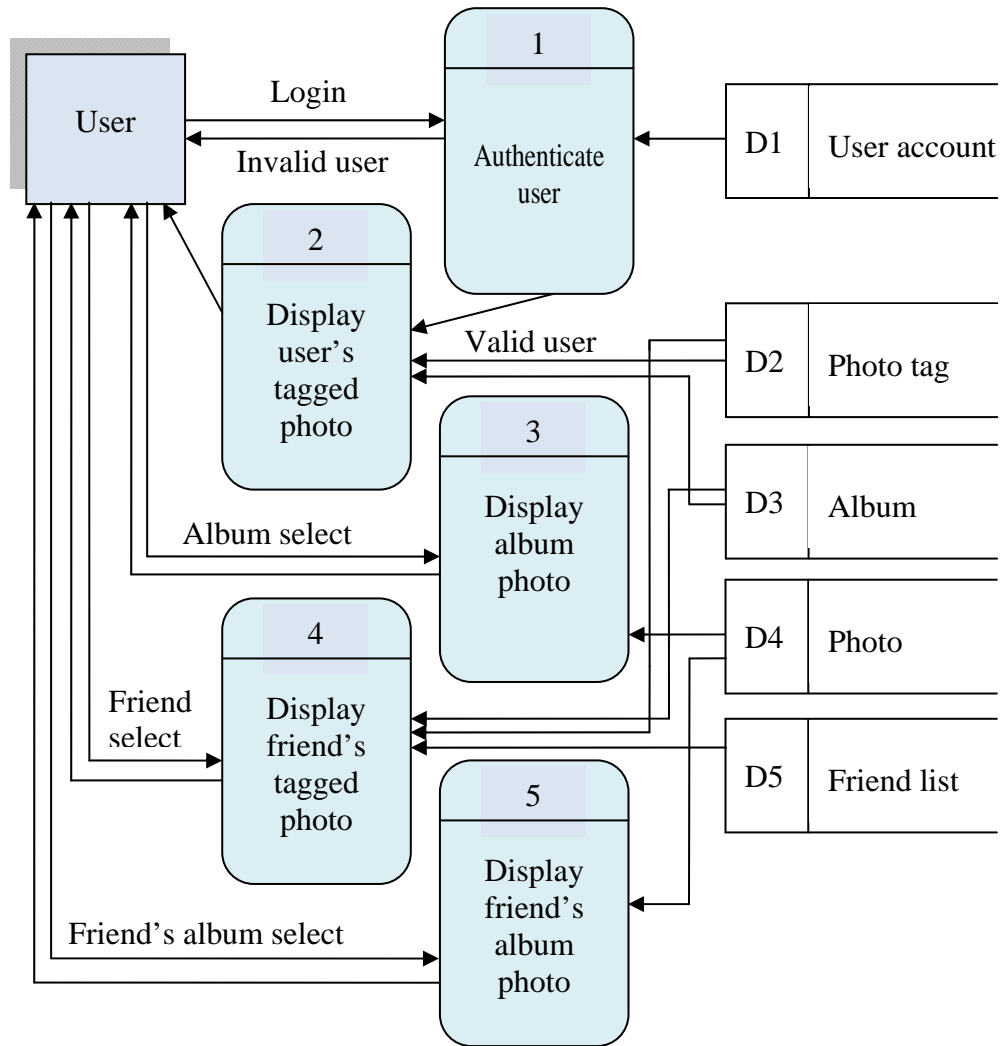 1
User
Login
Invalid user
Authenticate
user
D1
User account
2
Display
user’s
tagged
photo
Valid user
D2
Photo tag
3
Display
album
photo
Album select
D3
Album
4
Display
friend’s
tagged
photo
Friend
select
D4
Photo
D5
Friend list
5
Display
friend’s
album
photo
Friend’s album select